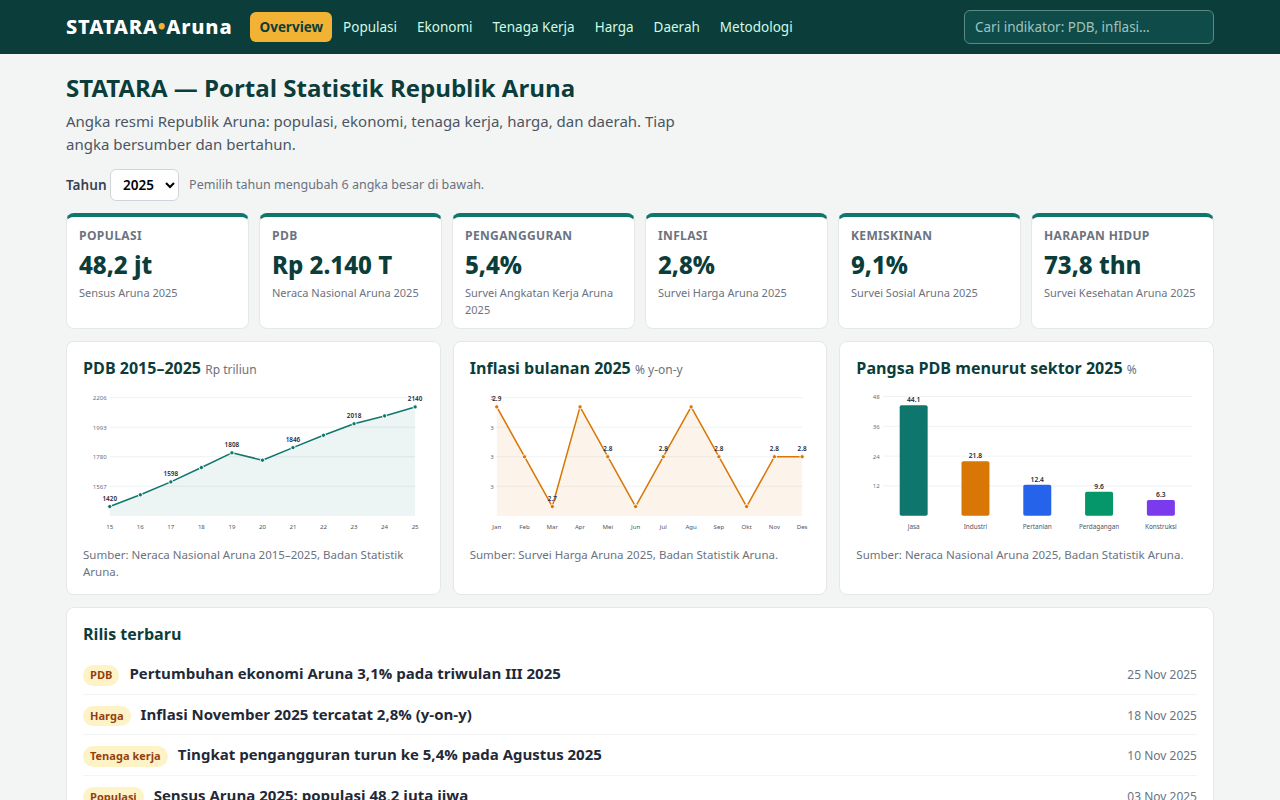 STATARA•Aruna
Overview
Populasi
Ekonomi
Tenaga Kerja
Harga
Daerah
Metodologi
Cari indikator: PDB, inflasi...
STATARA — Portal Statistik Republik Aruna
Angka resmi Republik Aruna: populasi, ekonomi, tenaga kerja, harga, dan daerah. Tiap
angka bersumber dan bertahun.
Tahun 2025 Pemilih tahun mengubah 6 angka besar di bawah.
POPULASI
48,2 jt
Sensus Aruna 2025
PDB
Rp 2.140 T
Neraca Nasional Aruna 2025
PENGANGGURAN
5,4%
Survei Angkatan Kerja Aruna
2025
INFLASI
2,8%
Survei Harga Aruna 2025
KEMISKINAN
9,1%
Survei Sosial Aruna 2025
HARAPAN HIDUP
73,8 thn
Survei Kesehatan Aruna 2025
PDB 2015–2025 Rp triliun
2206
1993
1780
1567
1420
1598
1808
1846
2018
2140
15 16 17 18 19 20 21 22 23 24 25
Sumber: Neraca Nasional Aruna 2015–2025, Badan Statistik
Aruna.
Inflasi bulanan 2025 % y-on-y
2.9
3
3
3
2.7
2.8
2.8
2.8
2.8
2.8
Jan Feb Mar Apr Mei Jun Jul Agu Sep Okt Nov Des
Sumber: Survei Harga Aruna 2025, Badan Statistik Aruna.
Pangsa PDB menurut sektor 2025 %
48
36
24
12
44.1
21.8
12.4
9.6
6.3
Jasa Industri Pertanian Perdagangan Konstruksi
Sumber: Neraca Nasional Aruna 2025, Badan Statistik Aruna.
Rilis terbaru
PDB Pertumbuhan ekonomi Aruna 3,1% pada triwulan III 2025 25 Nov 2025
Harga Inflasi November 2025 tercatat 2,8% (y-on-y) 18 Nov 2025
Tenaga kerja Tingkat pengangguran turun ke 5,4% pada Agustus 2025 10 Nov 2025
Populasi Sensus Aruna 2025: populasi 48,2 juta jiwa 03 Nov 2025